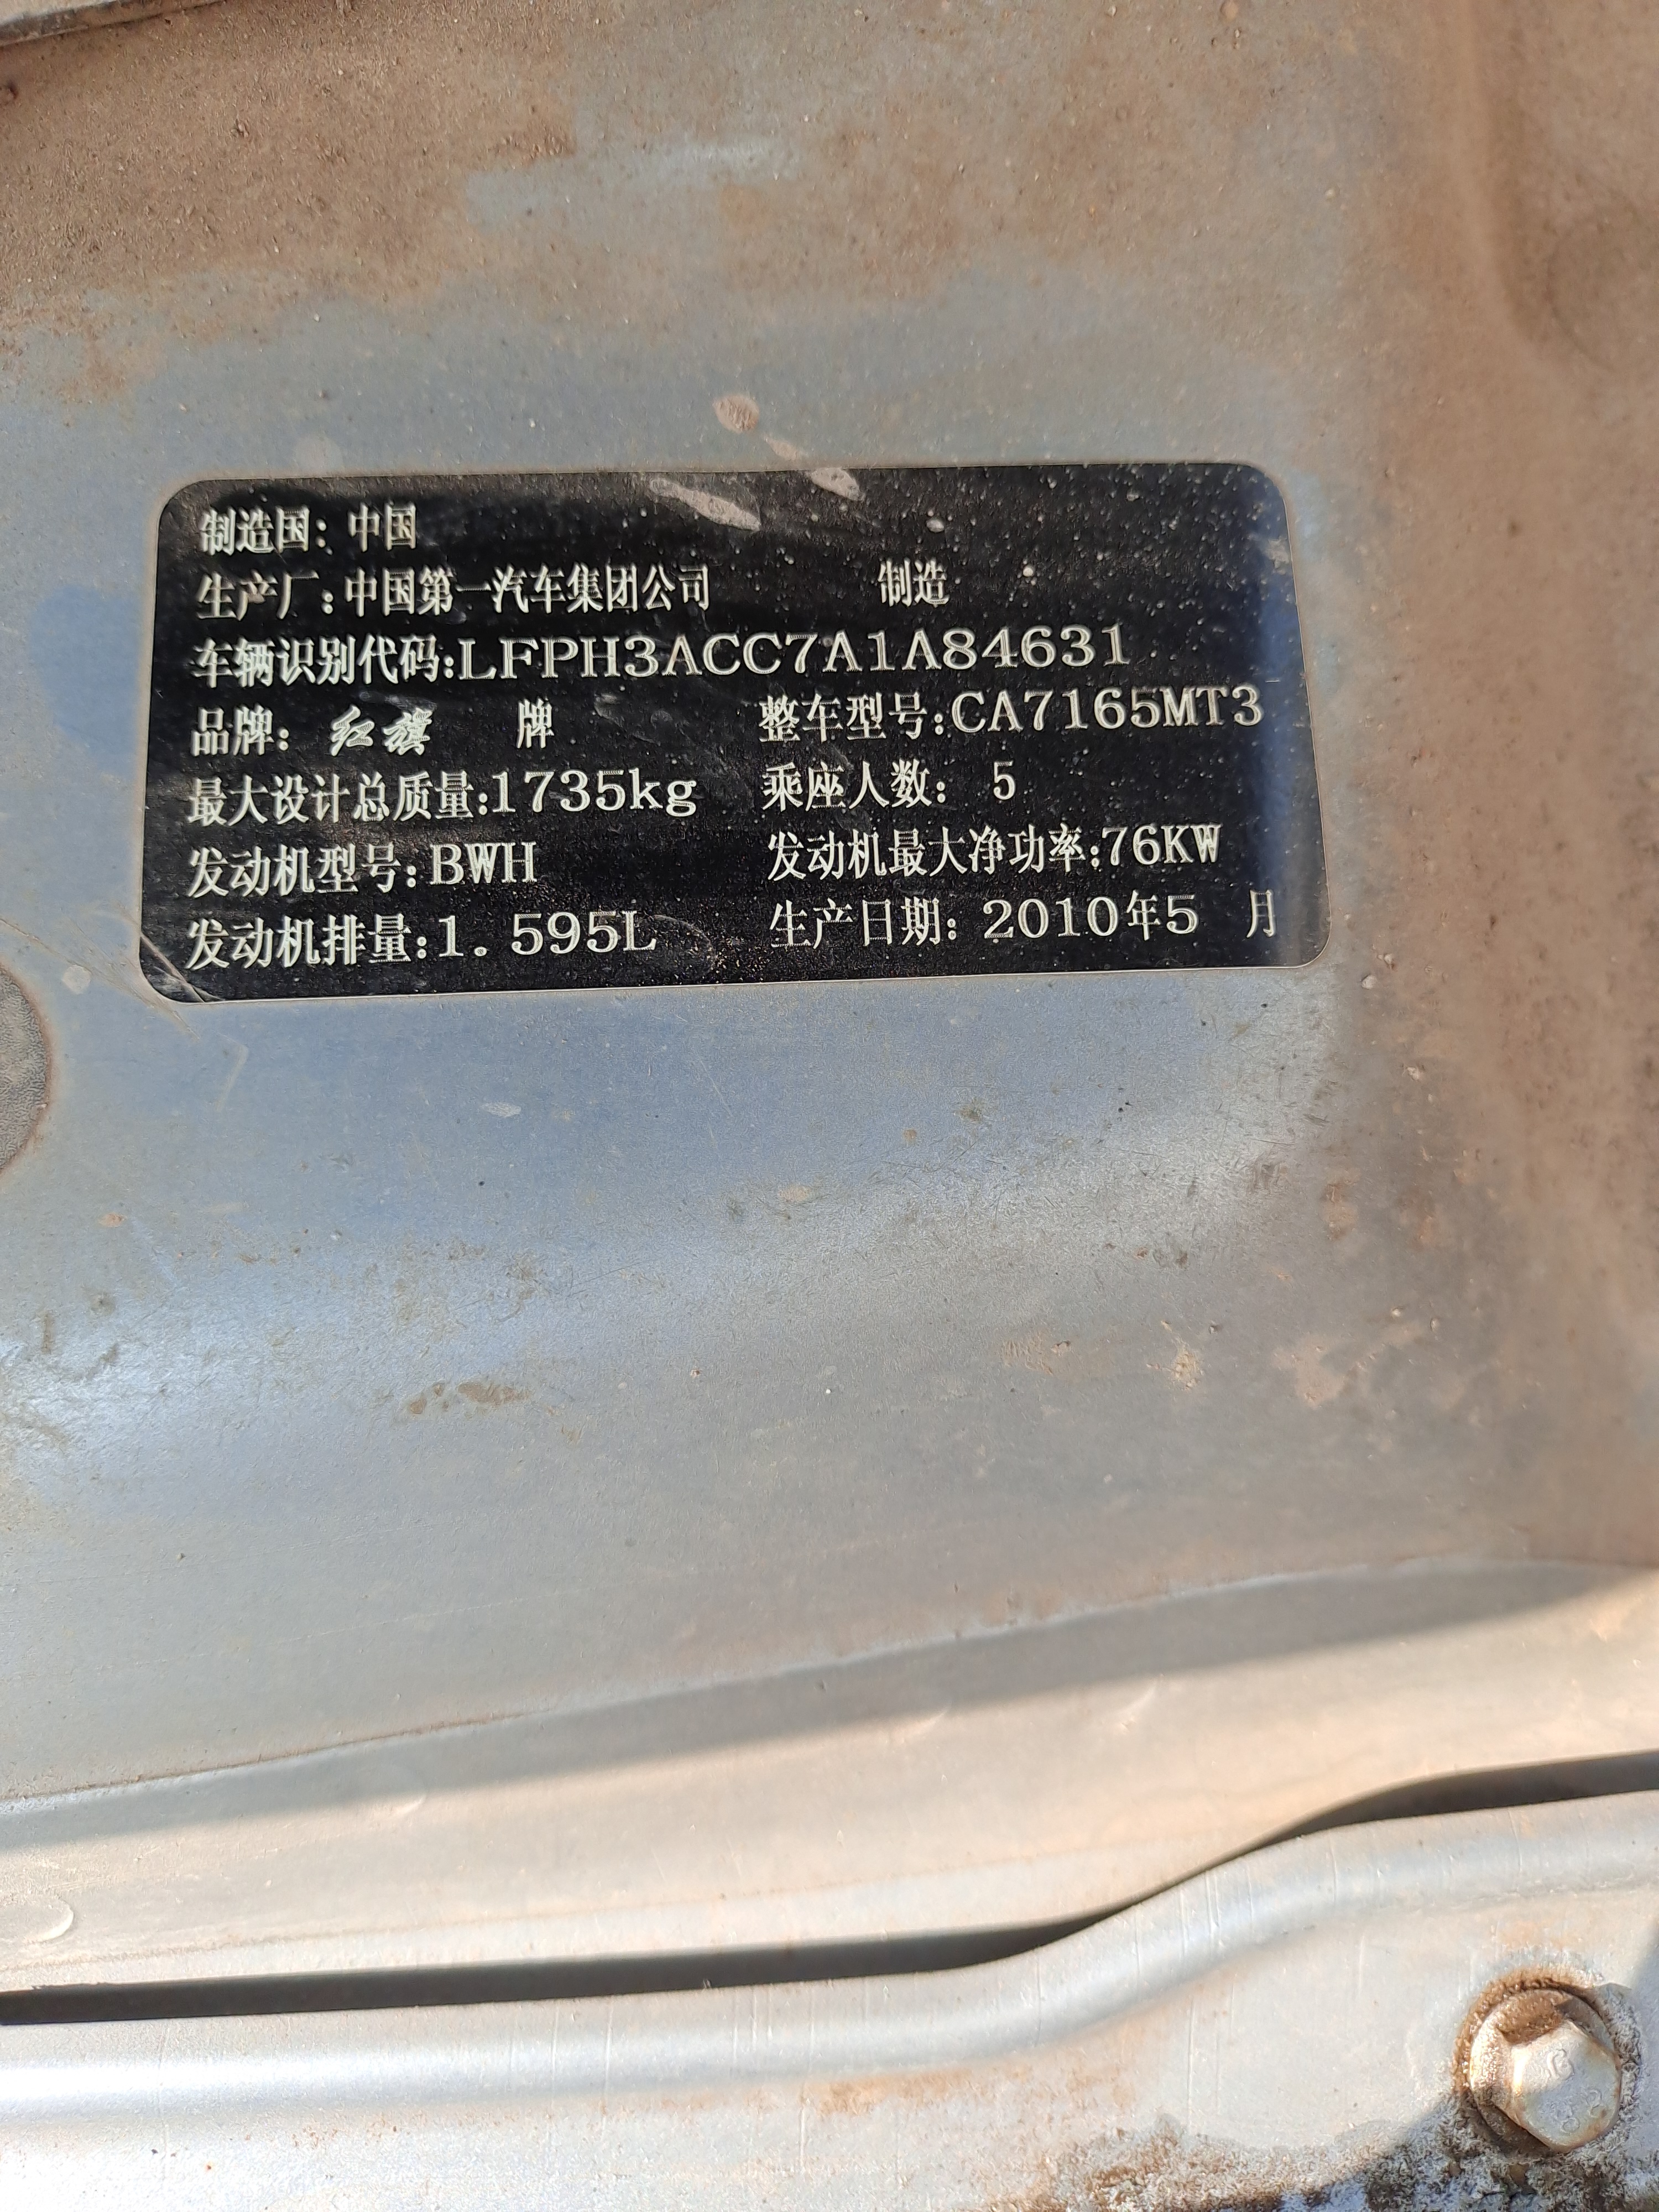 制造国: 中国
生产厂:中国第一汽车集团公司 制造
车辆识别代码:LFPH3ACC7A1A84631
品牌: 红旗 牌 整车型号:CA7165MT3
最大设计总质量:1735kg 乘座人数: 5
发动机型号:BWH 发动机最大净功率:76KW
发动机排量:1. 595L 生产日期: 2010年5 月